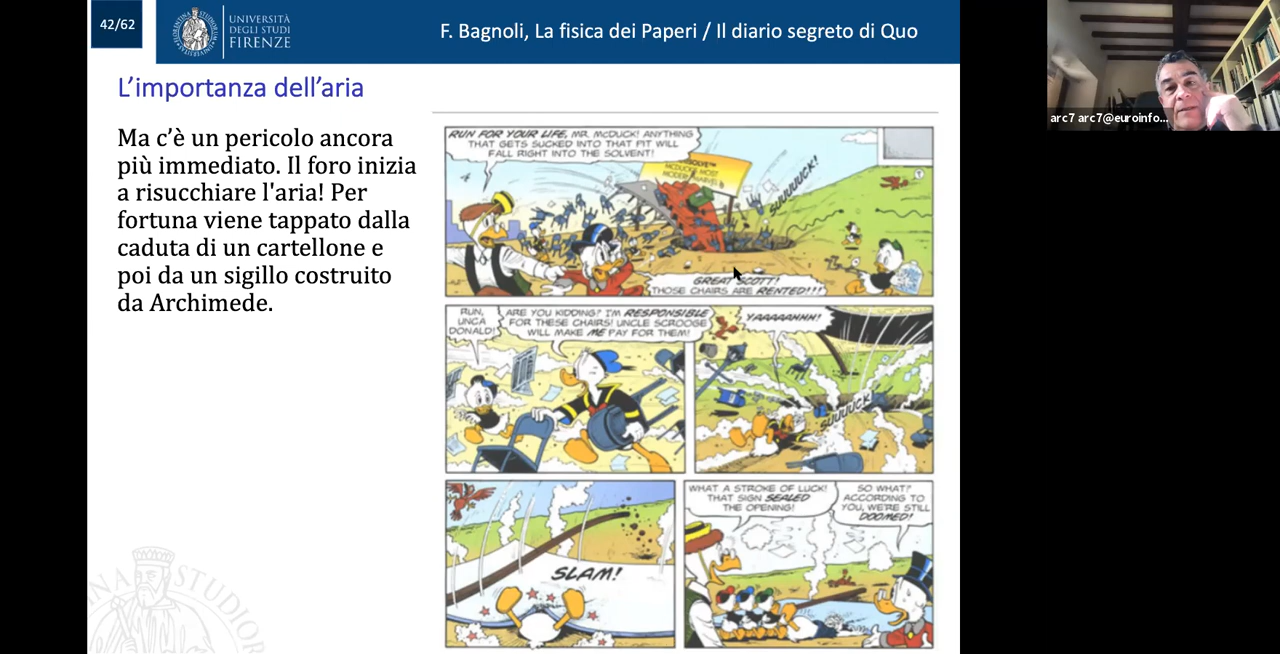 42/62
UNIVERSITÀ
DEGLI STUDI
FIRENZE
F. Bagnoli, La fisica dei Paperi / Il diario segreto di Quo
L'importanza dell'aria
Ma c'è un pericolo ancora
più immediato. Il foro inizia
a risucchiare l'aria! Per
fortuna viene tappato dalla
caduta di un cartellone e
poi da un sigillo costruito
da Archimede.
RUN FOR YOUR LIFE, MR. MCDUCK! ANYTHING
THAT GETS SUCKED INTO THAT PIT WILL
FALL RIGHT INTO THE SOLVENT!
MCDUCK'S MOST
SUUUUCK!
GREAT SCOTT!
THOSE CHAIRS ARE RENTED!!!
RUN,
UNCA
DONALD!
ARE YOU KIDDING? I'M RESPONSIBLE
FOR THESE CHAIRS! UNCLE SCROOGE
WILL MAKE ME PAY FOR THEM!
YAAAAAHHH!
SUUUUCK!
SLAM!
WHAT A STROKE OF LUCK!
THAT SIGN SEALED
THE OPENING!
SO WHAT?
ACCORDING TO
YOU, WE'RE STILL
DOOMED!
arc7 arc7@euroinfo...